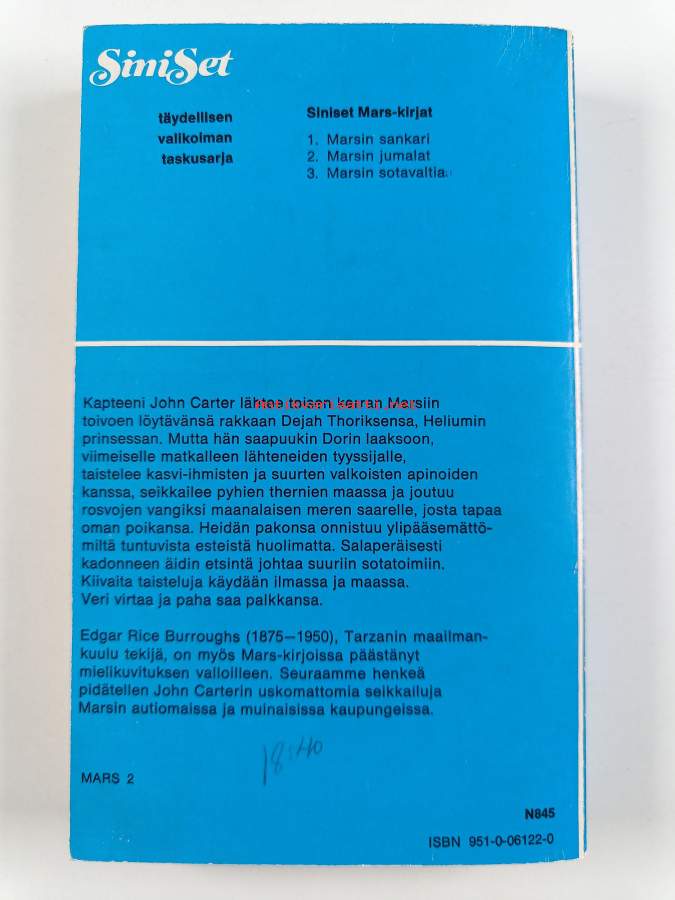 SiniSet
täydellisen
valikoiman
taskusarja
Siniset Mars-kirjat
1. Marsin sankari
2. Marsin jumalat
3. Marsin sotavaltias
Kapteeni John Carter lähtee toisen kerran Marsiin
toivoen löytävänsä rakkaan Dejah Thoriksensa, Heliumin
prinsessan. Mutta hän saapuukin Dorin laaksoon,
viimeiselle matkalleen lähteneiden tyyssijalle,
taistelee kasvi-ihmisten ja suurten valkoisten apinoiden
kanssa, seikkailee pyhien thernien maassa ja joutuu
rosvojen vangiksi maanalaisen meren saarelle, josta tapaa
oman poikansa. Heidän pakonsa onnistuu ylipääsemättö-
miltä tuntuvista esteistä huolimatta. Salaperäisesti
kadonneen äidin etsintä johtaa suuriin sotatoimiin.
Kiivaita taisteluja käydään ilmassa ja maassa.
Veri virtaa ja paha saa palkkansa.
Edgar Rice Burroughs (1875—1950), Tarzanin maailman-
kuulu tekijä, on myös Mars-kirjoissa päästänyt
mielikuvituksen valloilleen. Seuraamme henkeä
pidätellen John Carterin uskomattomia seikkailuja
Marsin autiomaissa ja muinaisissa kaupungeissa.
MARS 2
N845
ISBN 951-0-06122-0